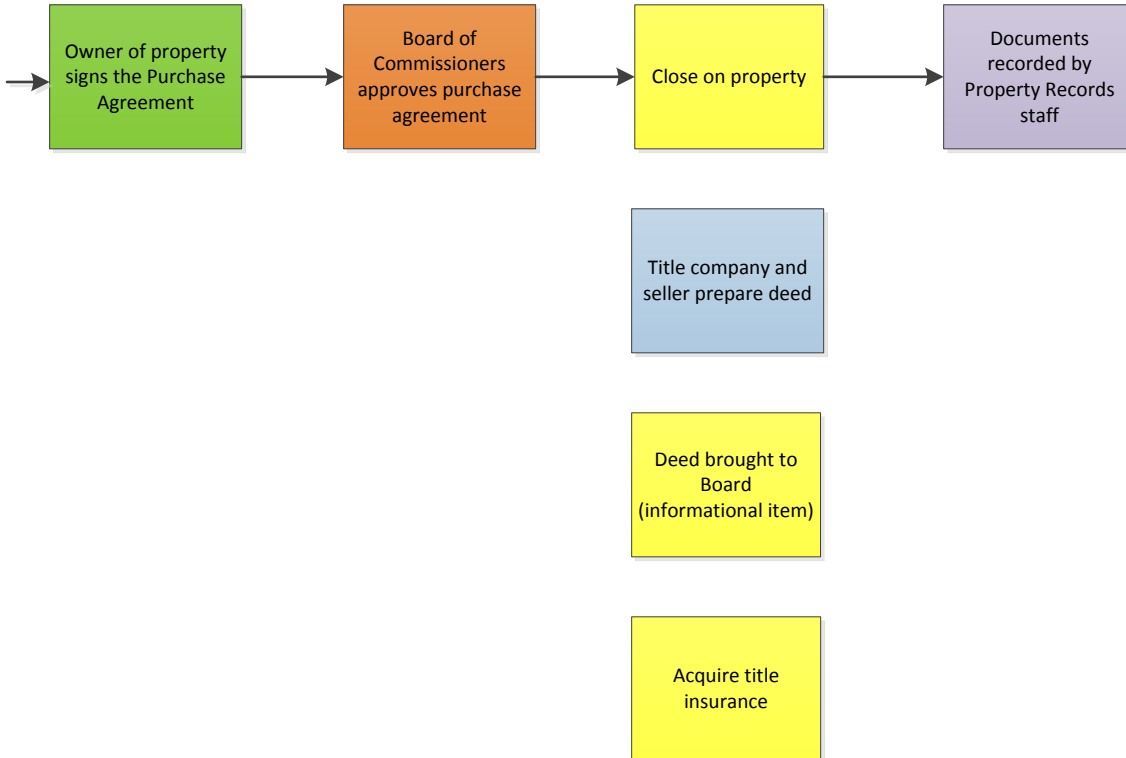 Owner of property
signs the Purchase
Agreement
Board of
Commissioners
approves purchase
agreement
Close on property
Documents
recorded by
Property Records
staff
Title company and
seller prepare deed
Deed brought to
Board
(informational item)
Acquire title
insurance